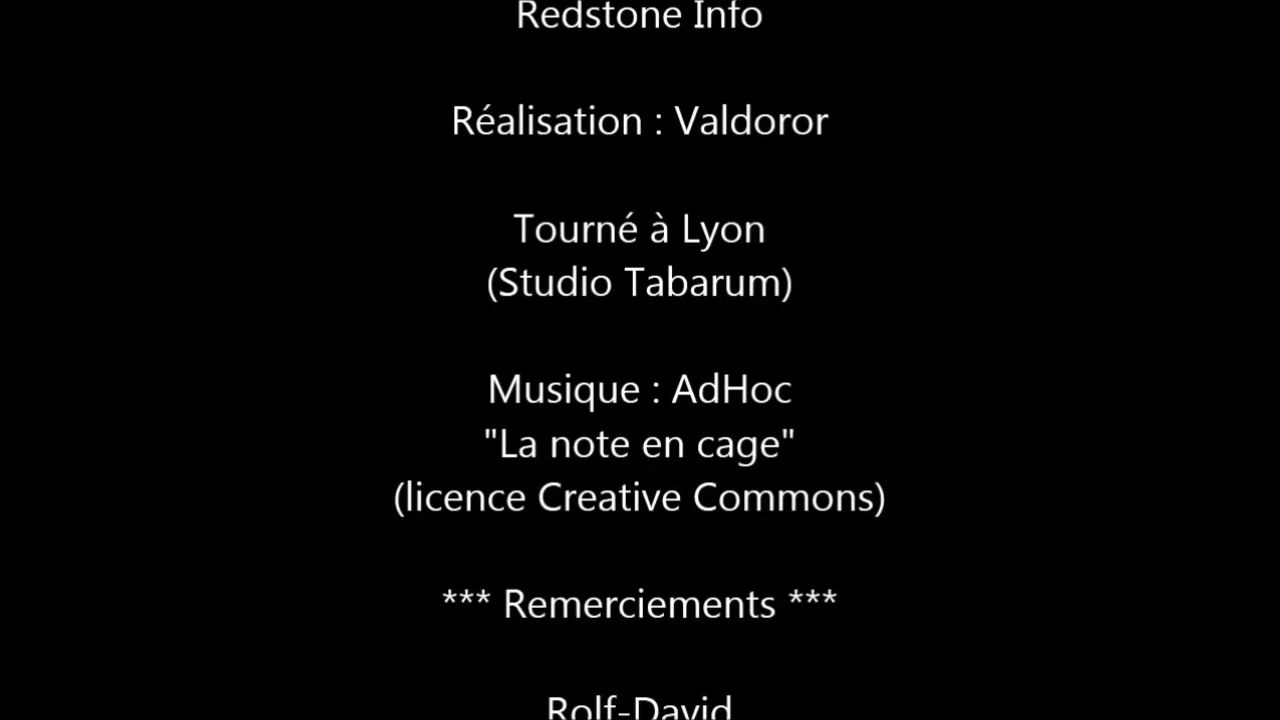 Redstone Info
Réalisation : Valdoror
Tourné à Lyon
(Studio Tabarum)
Musique : AdHoc
"La note en cage"
(licence Creative Commons)
*** Remerciements ***
Rolf-David